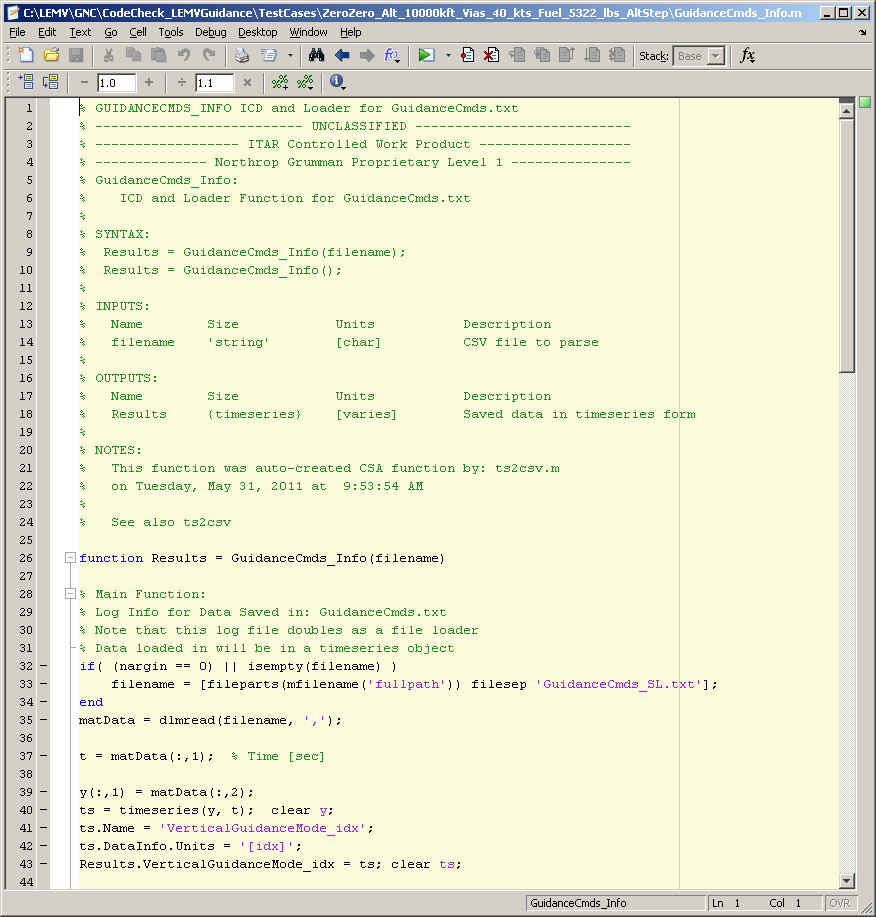 C:\LEMV\GNC\CodeCheck_LEMVGuidance\TestCases\ZeroZero_Alt_10000kft_Vias_40_kts_Fuel_5322_lbs_AltStep\GuidanceCmds_Info.m
File Edit Text Go Cell Tools Debug Desktop Window Help
Stack: Base fx
1.0 1.1
1 % GUIDANCECMDS_INFO ICD and Loader for GuidanceCmds.txt
2 % -------------------------- UNCLASSIFIED ---------------------------
3 % ------------------ ITAR Controlled Work Product -------------------
4 % -------------- Northrop Grumman Proprietary Level 1 ---------------
5 % GuidanceCmds_Info:
6 %    ICD and Loader Function for GuidanceCmds.txt
7 %
8 % SYNTAX:
9 %  Results = GuidanceCmds_Info(filename);
10 %  Results = GuidanceCmds_Info();
11 %
12 % INPUTS:
13 %   Name        Size            Units           Description
14 %   filename    'string'        [char]          CSV file to parse
15 %
16 % OUTPUTS:
17 %   Name        Size            Units           Description
18 %   Results     {timeseries}    [varies]        Saved data in timeseries form
19 %
20 % NOTES:
21 %   This function was auto-created CSA function by: ts2csv.m
22 %   on Tuesday, May 31, 2011 at  9:53:54 AM
23 %
24 %   See also ts2csv
25
26 function Results = GuidanceCmds_Info(filename)
27
28 % Main Function:
29 % Log Info for Data Saved in: GuidanceCmds.txt
30 % Note that this log file doubles as a file loader
31 % Data loaded in will be in a timeseries object
32 – if( (nargin == 0) || isempty(filename) )
33 –     filename = [fileparts(mfilename('fullpath')) filesep 'GuidanceCmds_SL.txt'];
34 – end
35 – matData = dlmread(filename, ',');
36
37 – t = matData(:,1);  % Time [sec]
38
39 – y(:,1) = matData(:,2);
40 – ts = timeseries(y, t);  clear y;
41 – ts.Name = 'VerticalGuidanceMode_idx';
42 – ts.DataInfo.Units = '[idx]';
43 – Results.VerticalGuidanceMode_idx = ts; clear ts;
44
GuidanceCmds_Info Ln 1 Col 1 OVR